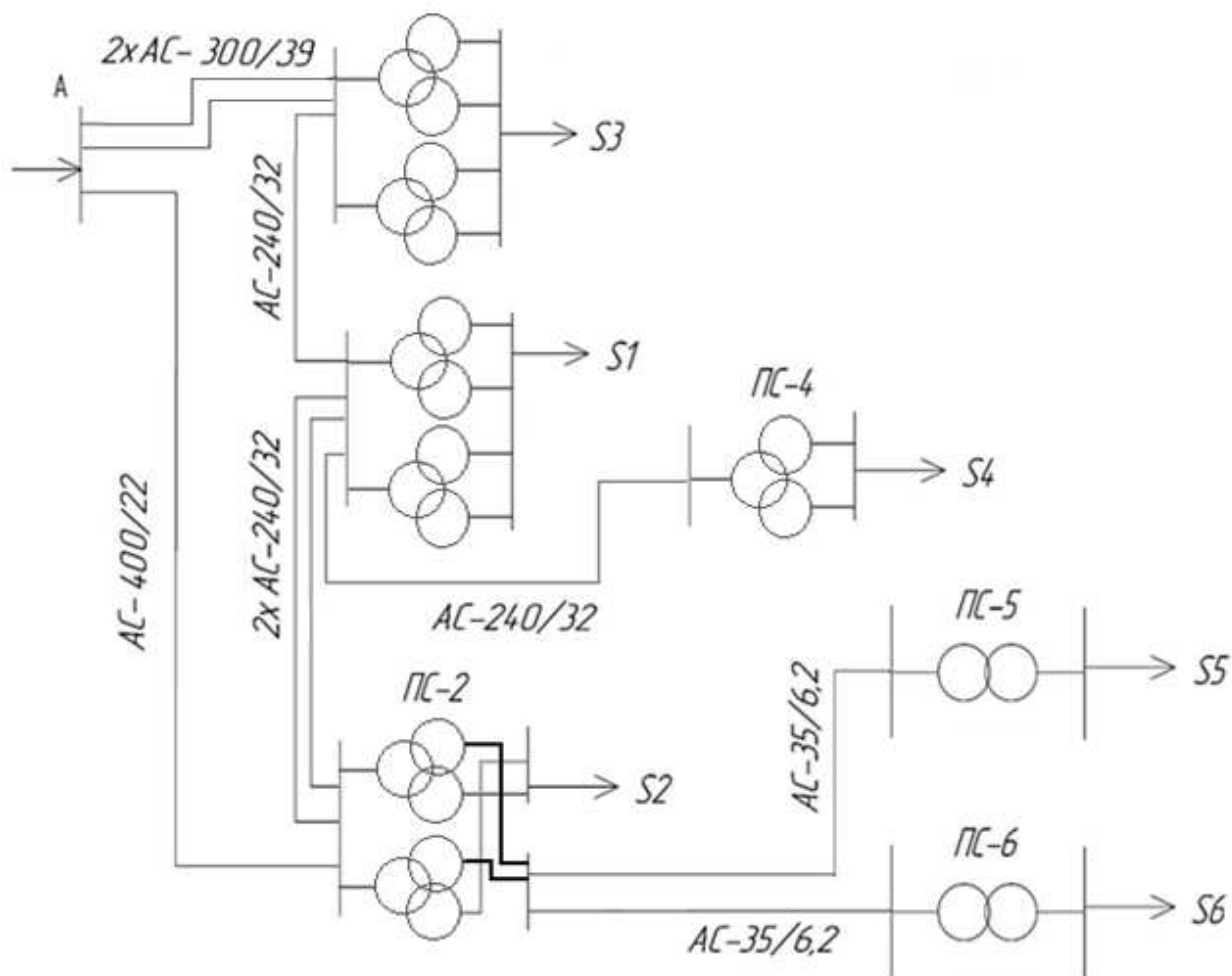 2хАС- 300/39
А
S3
АС-240/32
S1
ПС-4
S4
2х АС-240/32
АС- 400/22
АС-240/32
ПС-5
S5
ПС-2
АС-35/6,2
S2
ПС-6
S6
АС-35/6,2